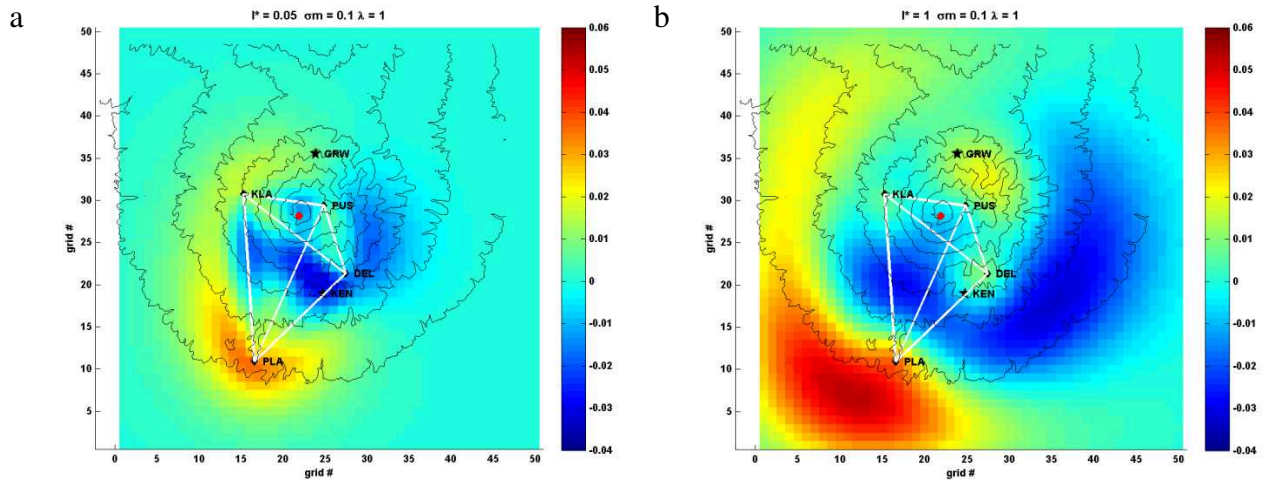 a
l* = 0.05 σm = 0.1 λ = 1
50
45
40
35
30
25
20
15
10
5
grid #
GRW
KLA
PUS
DEL
KEN
PLA
0 5 10 15 20 25 30 35 40 45 50
grid #
0.06
0.05
0.04
0.03
0.02
0.01
0
-0.01
-0.02
-0.03
-0.04
b
l* = 1 σm = 0.1 λ = 1
50
45
40
35
30
25
20
15
10
5
grid #
GRW
KLA
PUS
DEL
KEN
PLA
0 5 10 15 20 25 30 35 40 45 50
grid #
0.06
0.05
0.04
0.03
0.02
0.01
0
-0.01
-0.02
-0.03
-0.04